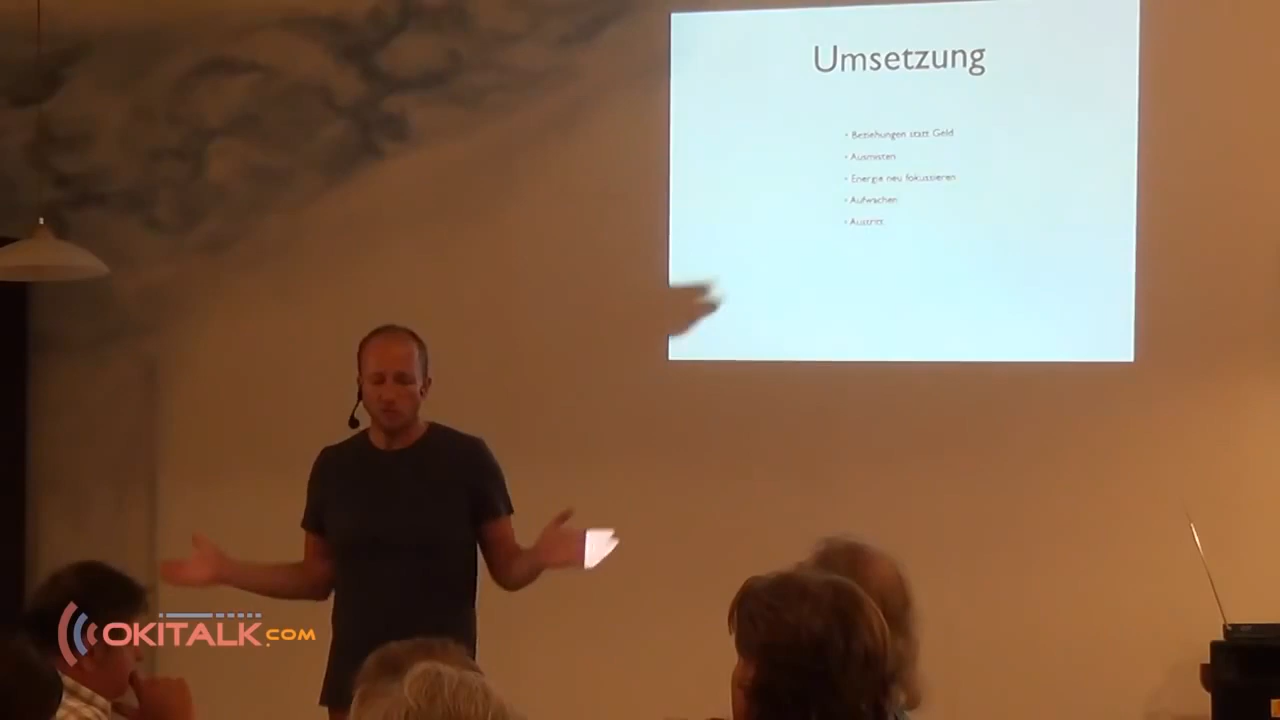 Umsetzung
• Beziehungen statt Geld
• Ausmisten
• Energie neu fokussieren
• Aufwachen
• Austritt
OKITALK.COM